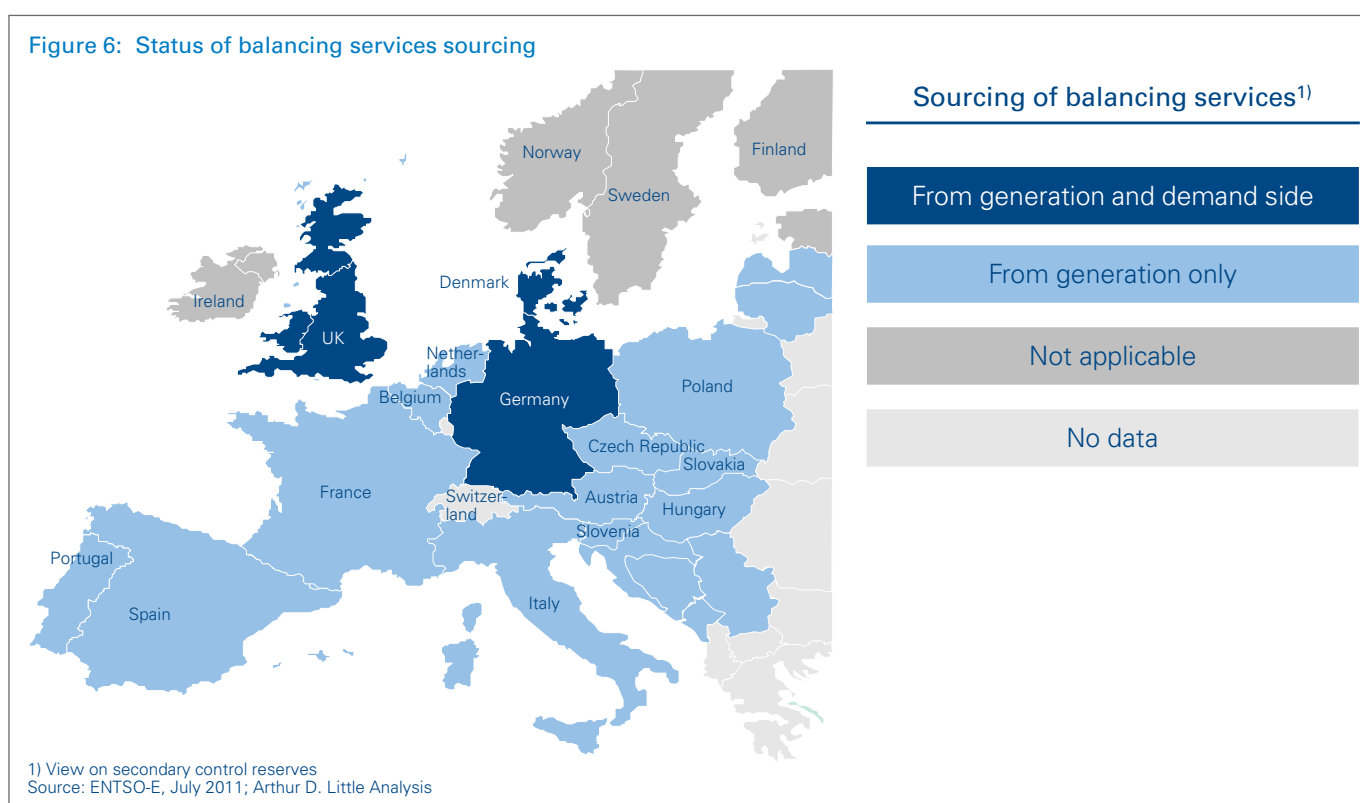 Figure 6: Status of balancing services sourcing
Sourcing of balancing services1)
From generation and demand side
From generation only
Not applicable
No data
Norway
Finland
Sweden
Ireland
Denmark
UK
Nether-
lands
Belgium
Germany
Poland
Czech Republic
Slovakia
France
Switzer-
land
Austria
Hungary
Slovenia
Portugal
Spain
Italy
1) View on secondary control reserves
Source: ENTSO-E, July 2011; Arthur D. Little Analysis